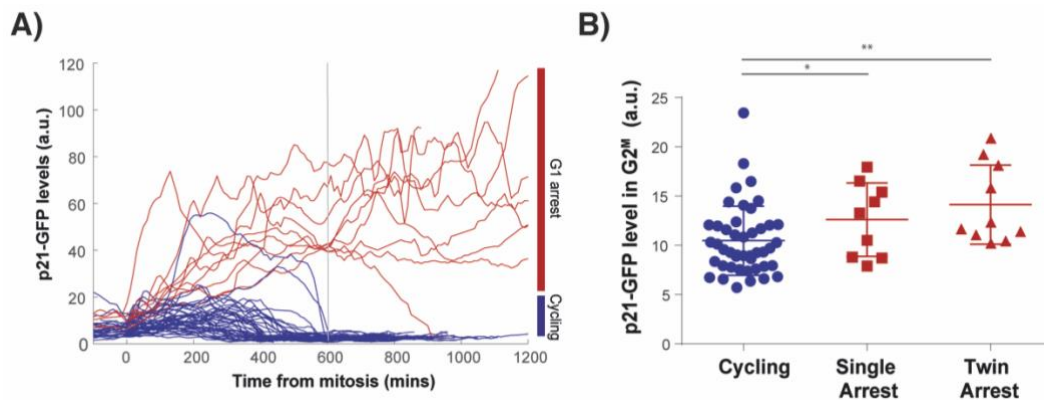 A)
p21-GFP levels (a.u.)
120
100
80
60
40
20
0
0
200
400
600
800
1000
1200
Time from mitosis (mins)
G1 arrest
Cycling
B)
p21-GFP level in G2ᴹ (a.u.)
25
20
15
10
5
0
**
*
Cycling
Single
Arrest
Twin
Arrest